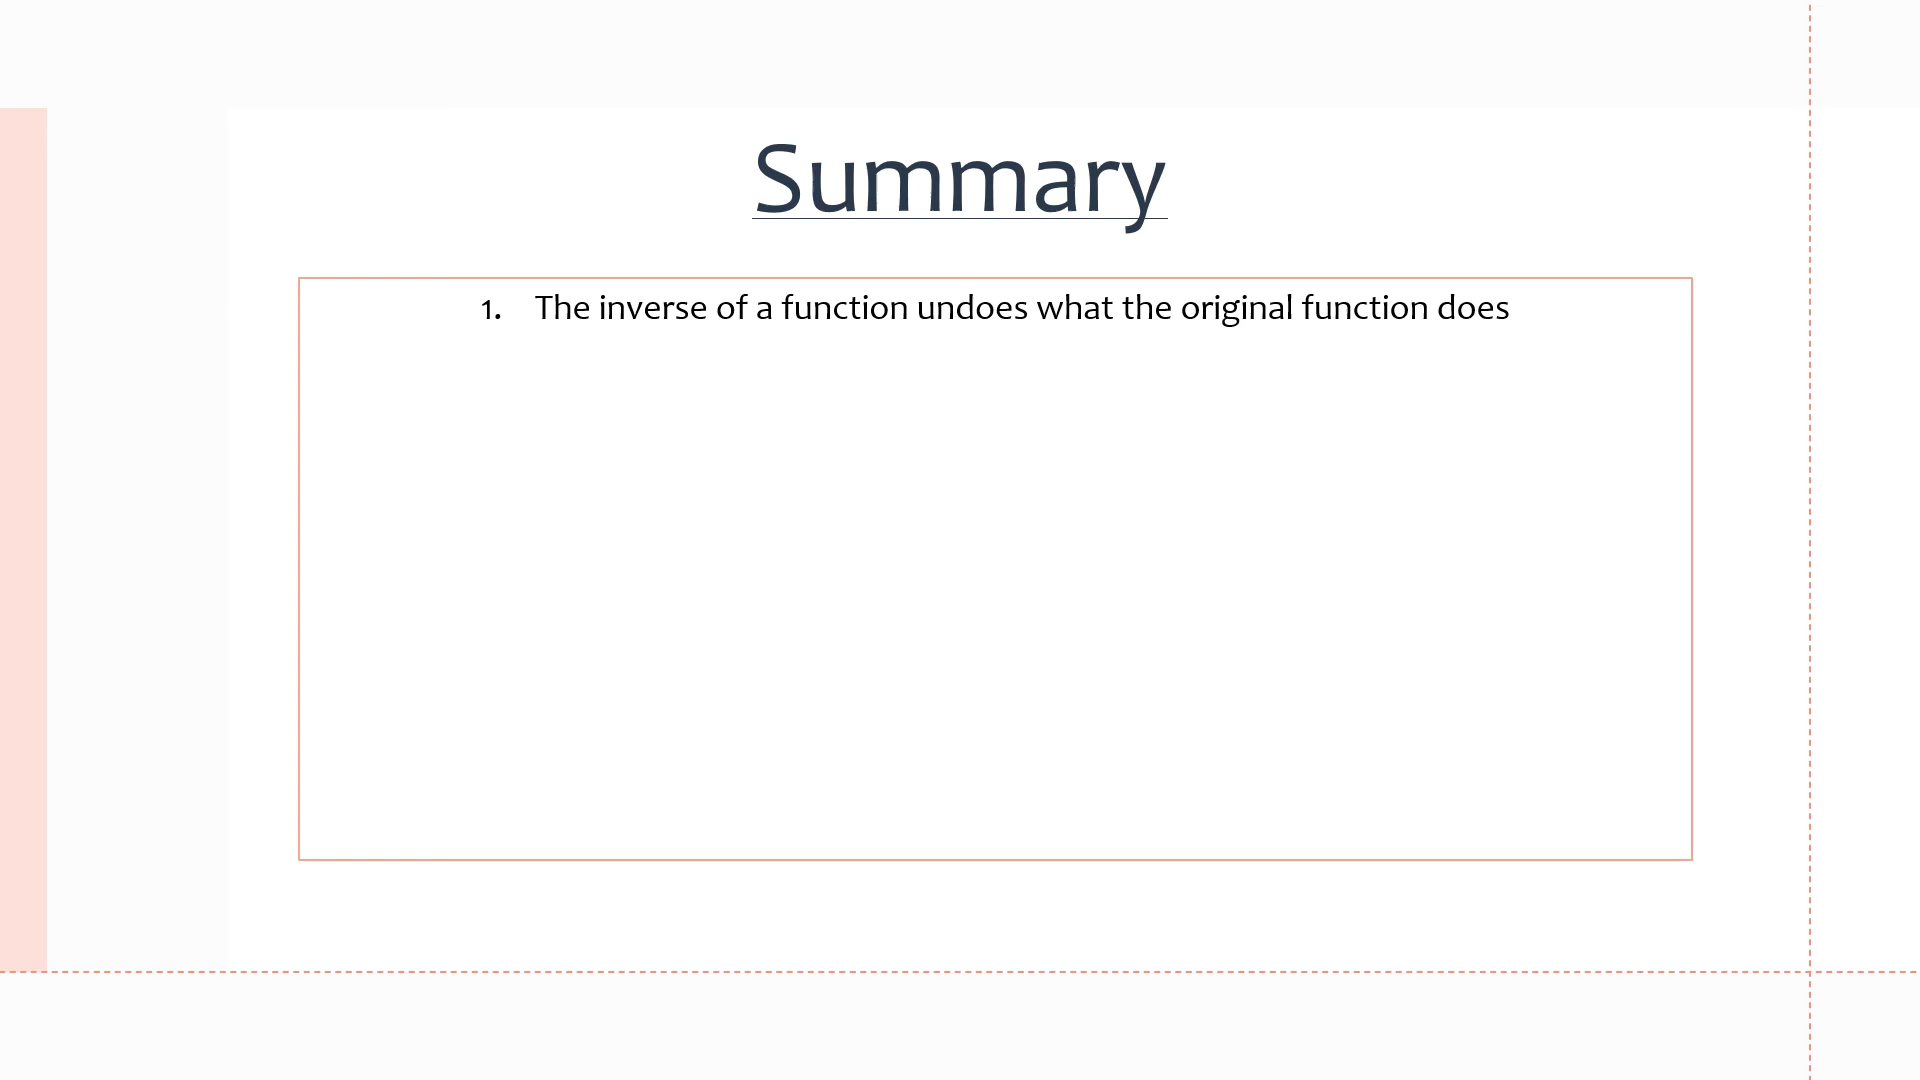 Summary
1. The inverse of a function undoes what the original function does